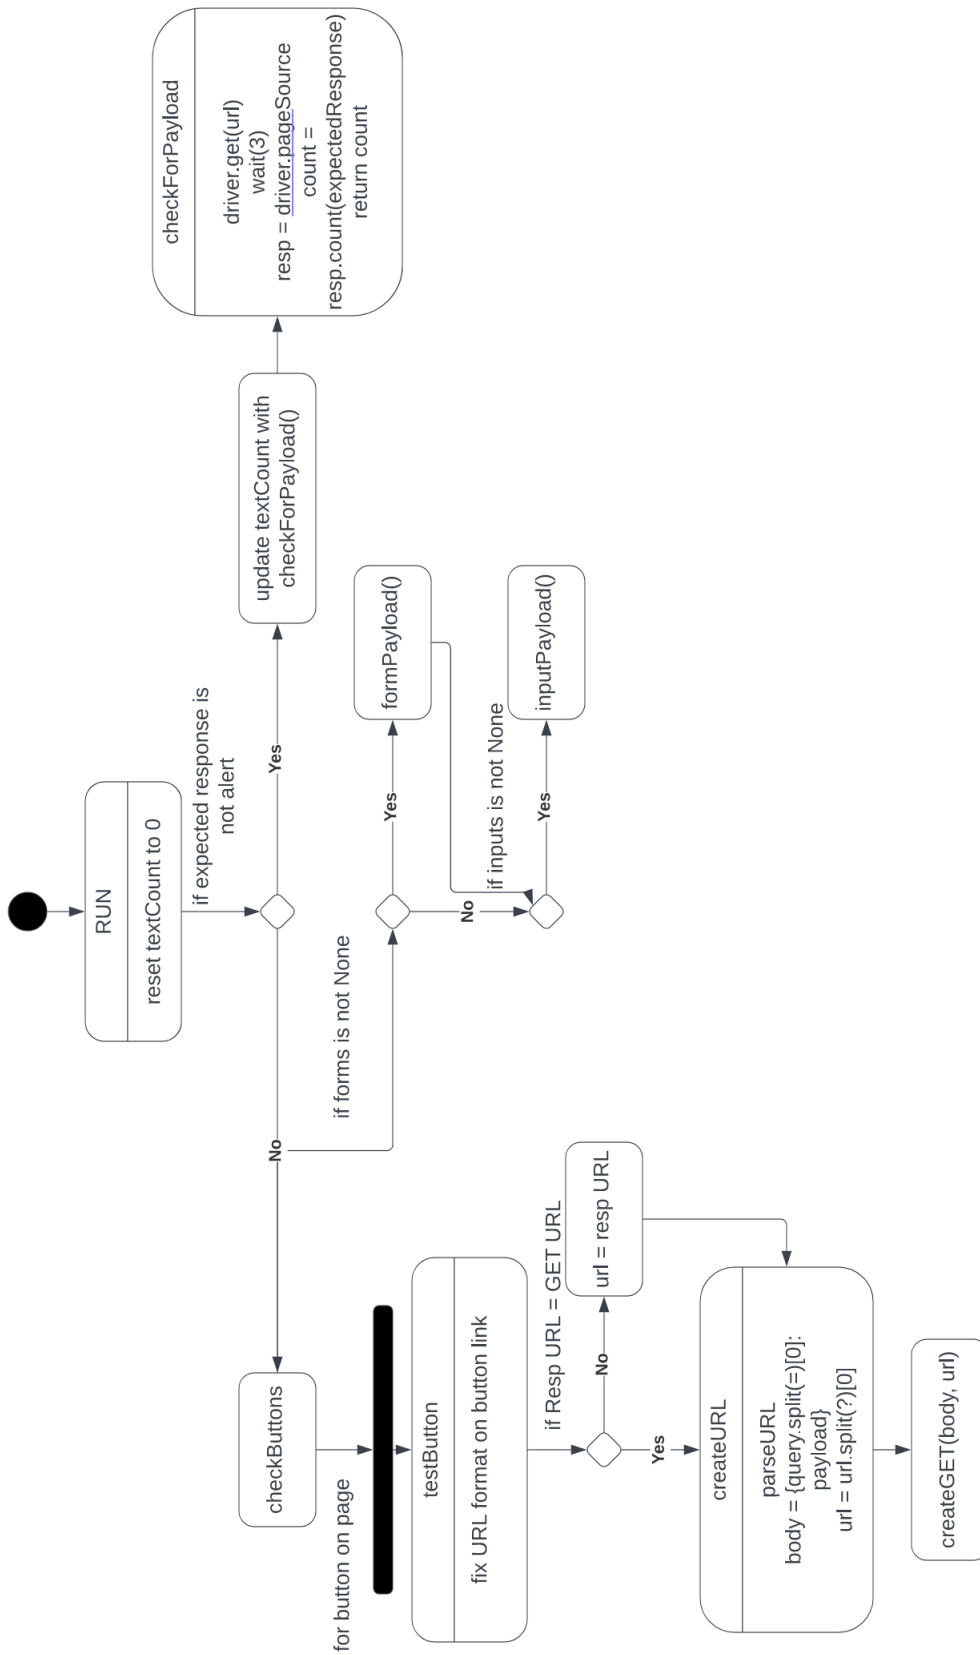 RUN
reset textCount to 0
if expected response is
not alert
Yes
No
update textCount with
checkForPayload()
checkForPayload
driver.get(url)
wait(3)
resp = driver.pageSource
count =
resp.count(expectedResponse)
return count
if forms is not None
Yes
No
formPayload()
if inputs is not None
Yes
inputPayload()
checkButtons
for button on page
testButton
fix URL format on button link
if Resp URL = GET URL
No
Yes
url = resp URL
createURL
parseURL
body = {query.split(=)[0]:
payload}
url = url.split(?)[0]
createGET(body, url)